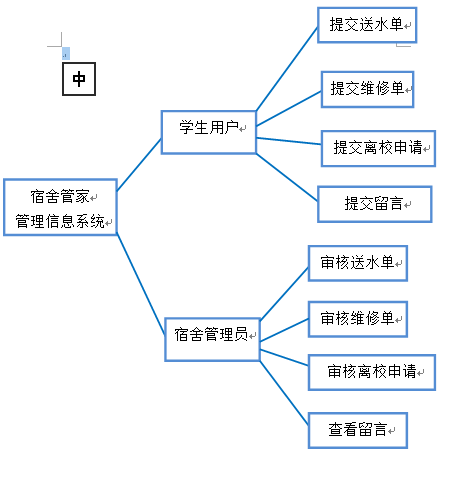 中
宿舍管家
管理信息系统
学生用户
提交送水单
提交维修单
提交离校申请
提交留言
宿舍管理员
审核送水单
审核维修单
审核离校申请
查看留言